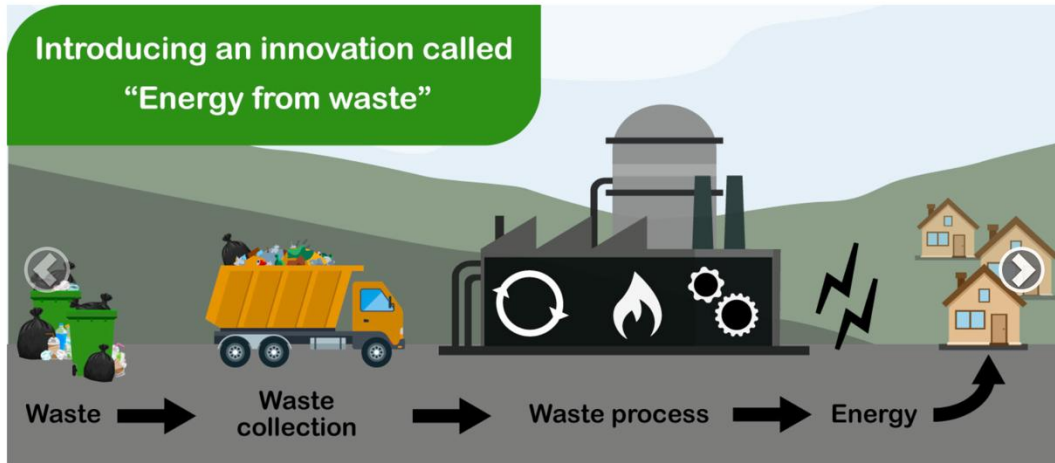 Introducing an innovation called
“Energy from waste”
Waste
Waste
collection
Waste process
Energy